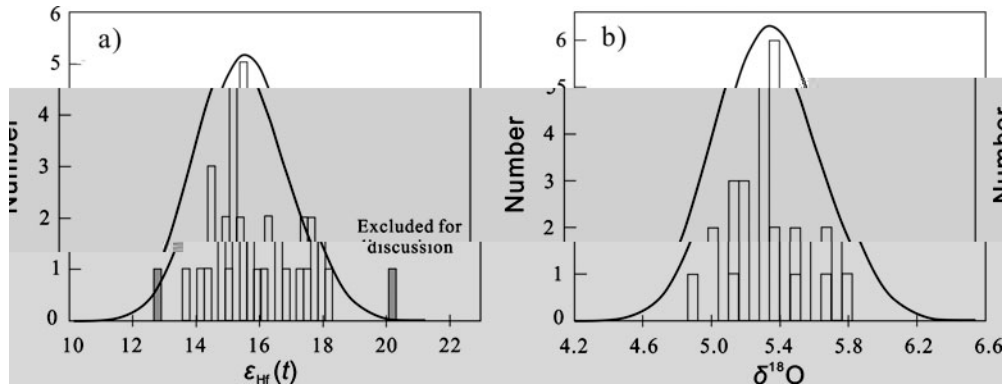 a)
6
5
4
3
2
1
0
Number
Excluded for
discussion
10 12 14 16 18 20 22
εHf(t)
b)
6
5
4
3
2
1
0
Number
4.2 4.6 5.0 5.4 5.8 6.2 6.6
δ18O
Number